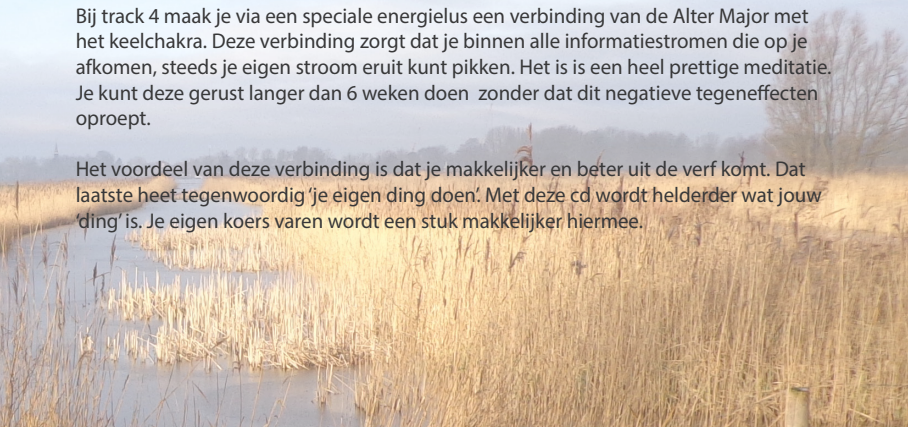 Bij track 4 maak je via een speciale energielus een verbinding van de Alter Major met
het keelchakra. Deze verbinding zorgt dat je binnen alle informatiestromen die op je
afkomen, steeds je eigen stroom eruit kunt pikken. Het is is een heel prettige meditatie.
Je kunt deze gerust langer dan 6 weken doen  zonder dat dit negatieve tegeneffecten
oproept.

Het voordeel van deze verbinding is dat je makkelijker en beter uit de verf komt. Dat
laatste heet tegenwoordig ‘je eigen ding doen’. Met deze cd wordt helderder wat jouw
‘ding’ is. Je eigen koers varen wordt een stuk makkelijker hiermee.